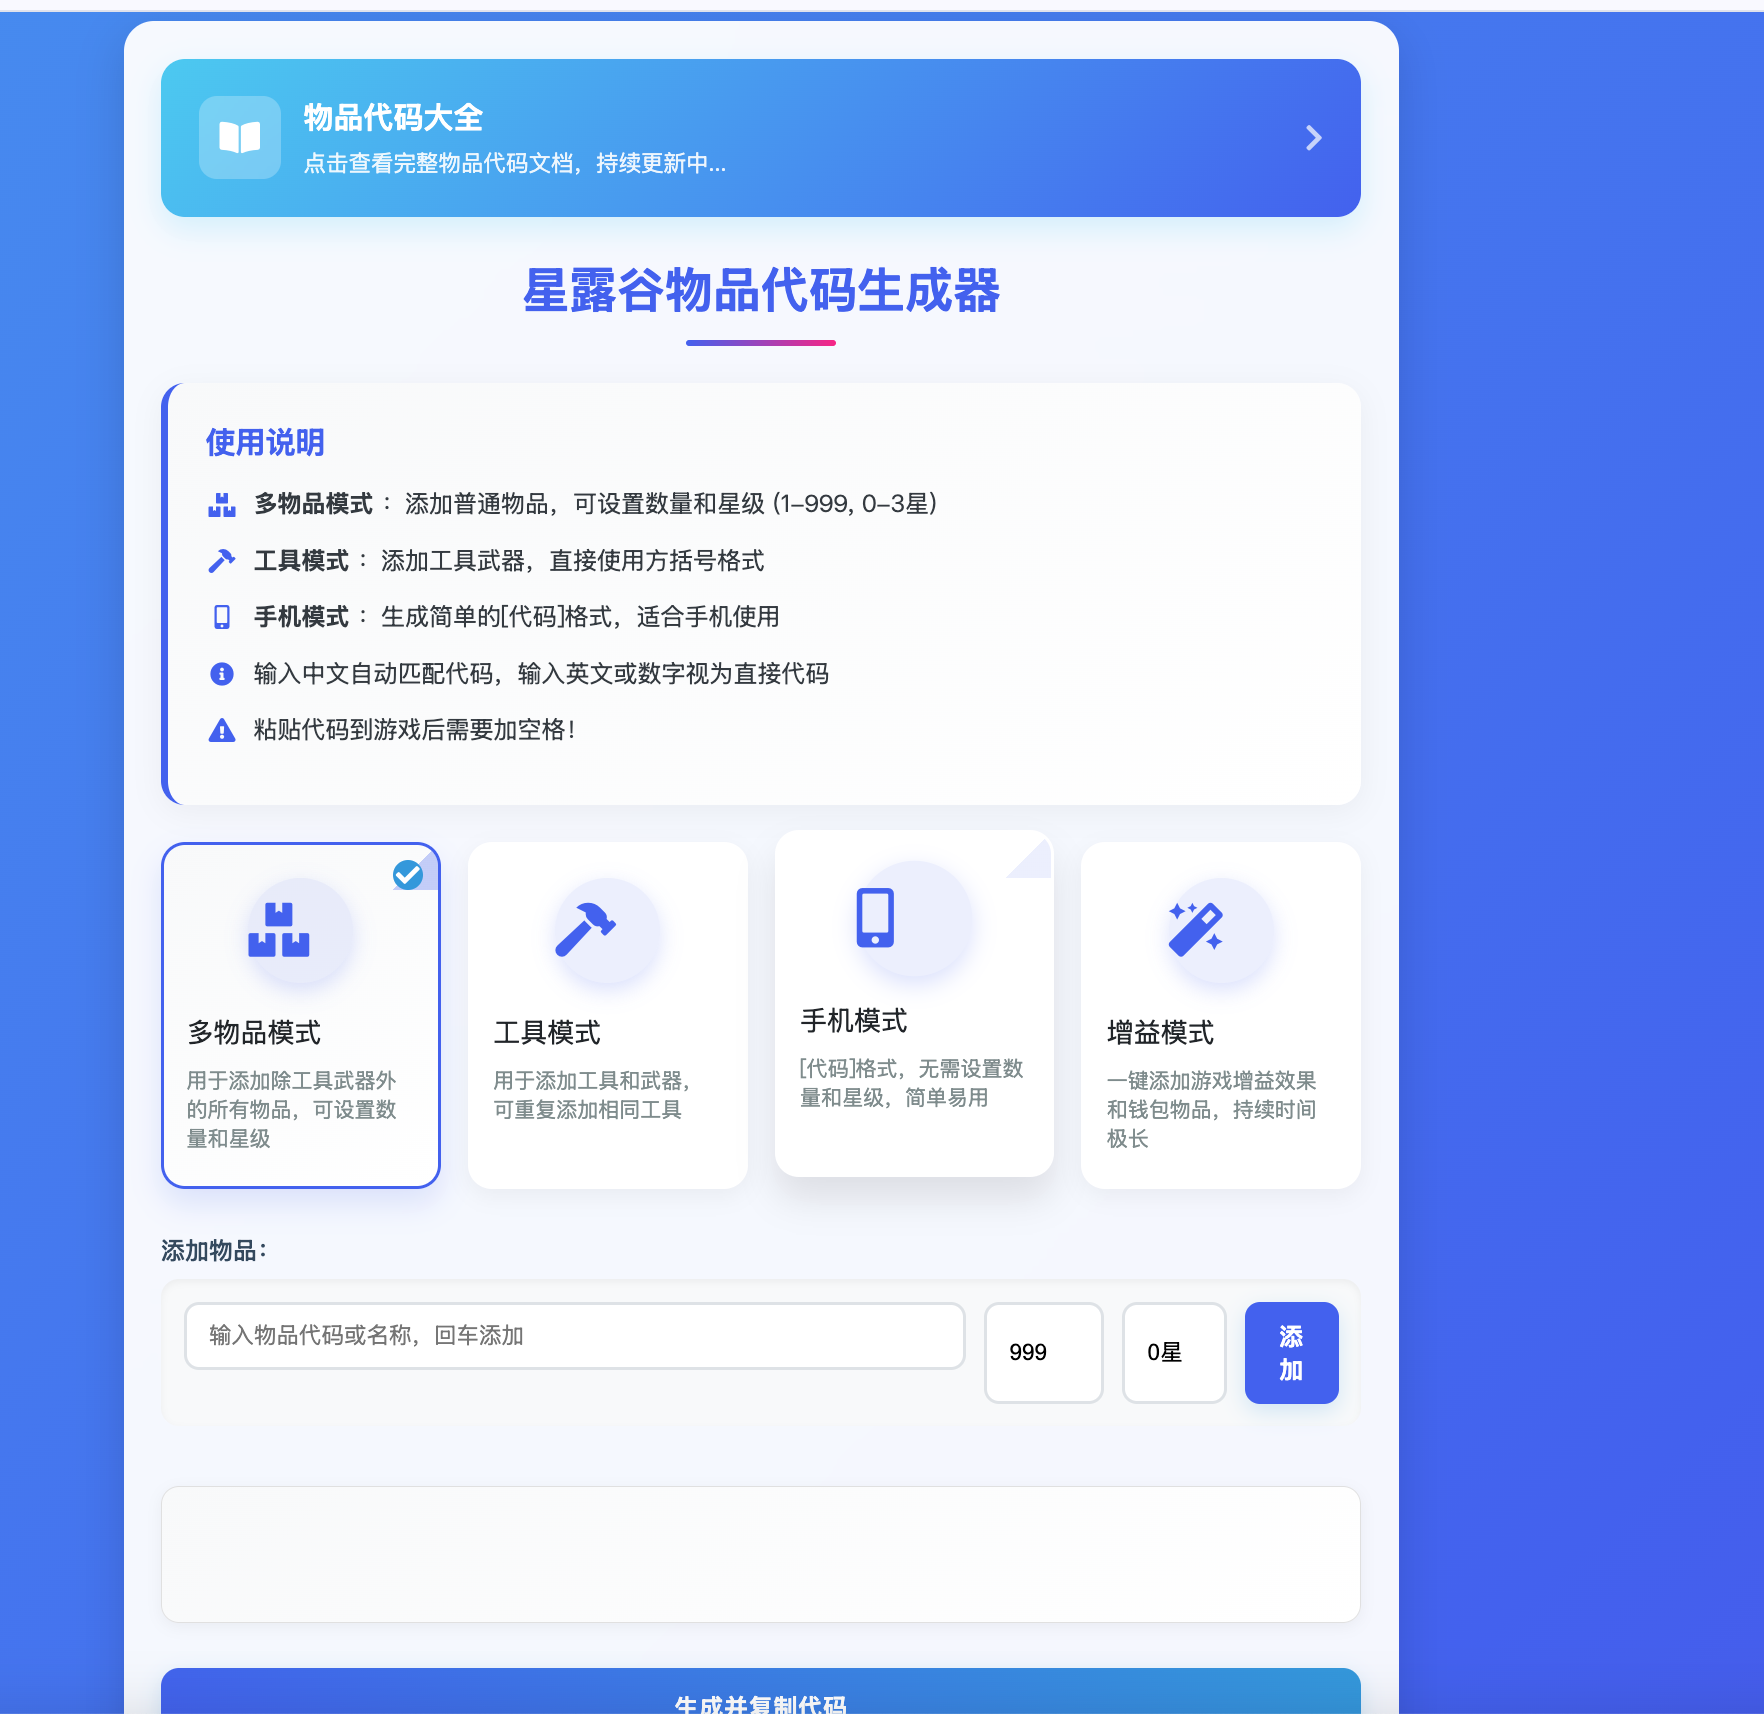 物品代码大全
点击查看完整物品代码文档，持续更新中...
星露谷物品代码生成器
使用说明
多物品模式 ： 添加普通物品，可设置数量和星级 (1–999, 0–3星)
工具模式 ： 添加工具武器，直接使用方括号格式
手机模式 ： 生成简单的[代码]格式，适合手机使用
输入中文自动匹配代码，输入英文或数字视为直接代码
粘贴代码到游戏后需要加空格！
多物品模式
用于添加除工具武器外
的所有物品，可设置数
量和星级
工具模式
用于添加工具和武器，
可重复添加相同工具
手机模式
[代码]格式，无需设置数
量和星级，简单易用
增益模式
一键添加游戏增益效果
和钱包物品，持续时间
极长
添加物品：
输入物品代码或名称，回车添加
999
0星
添
加
生成并复制代码